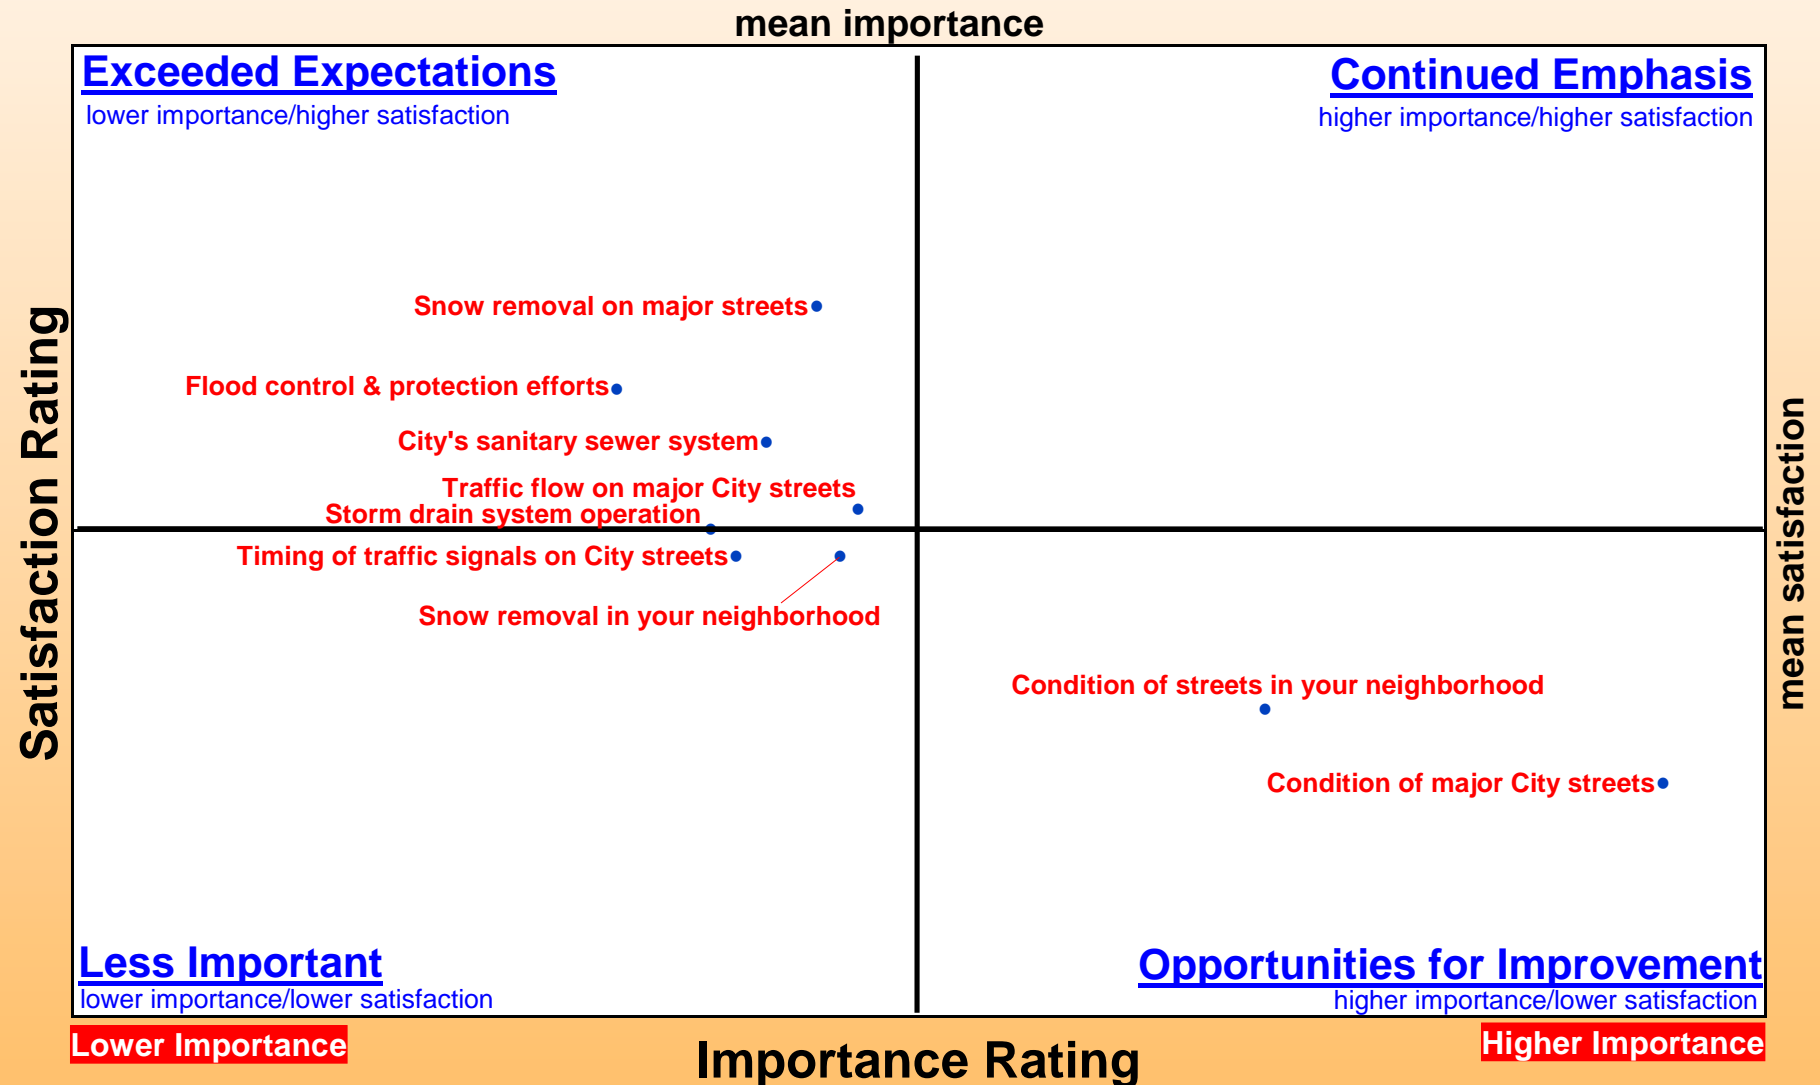 mean importance
Exceeded Expectations
lower importance/higher satisfaction
Continued Emphasis
higher importance/higher satisfaction
Snow removal on major streets
Flood control & protection efforts
City's sanitary sewer system
Traffic flow on major City streets
Storm drain system operation
Timing of traffic signals on City streets
Snow removal in your neighborhood
Condition of streets in your neighborhood
Condition of major City streets
Satisfaction Rating
mean satisfaction
Less Important
lower importance/lower satisfaction
Opportunities for Improvement
higher importance/lower satisfaction
Lower Importance
Importance Rating
Higher Importance